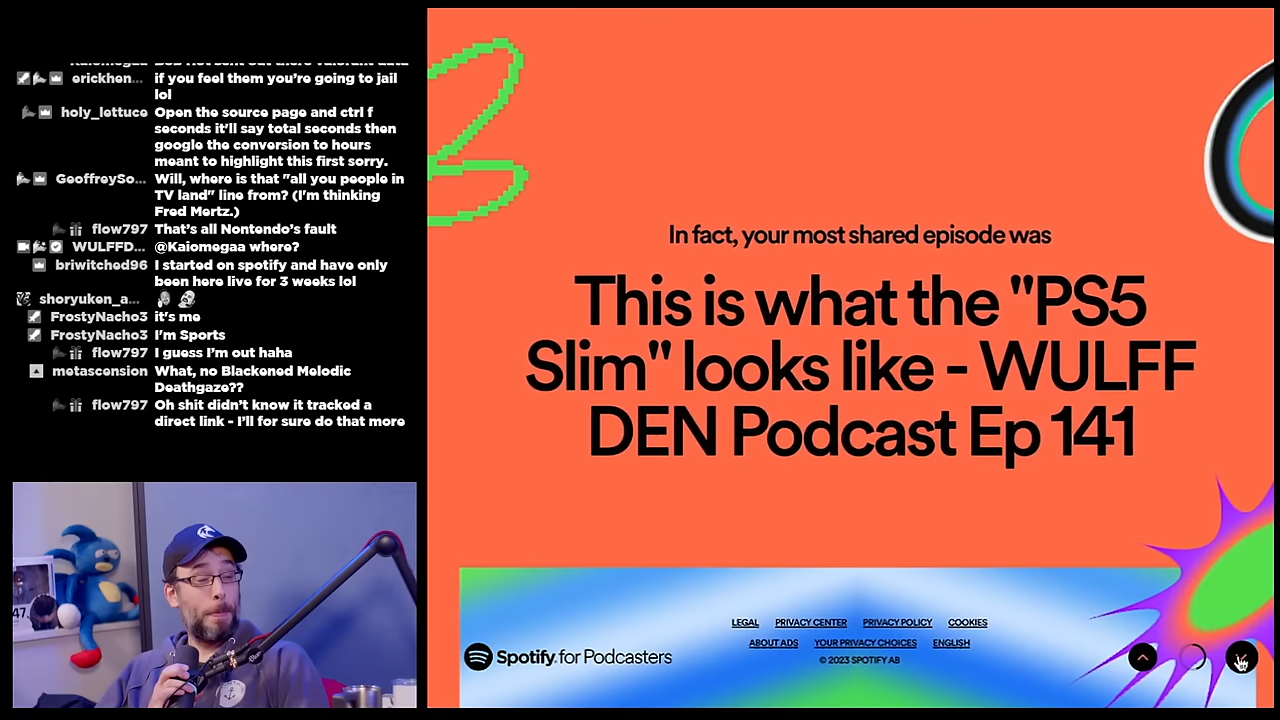 erickhen... if you feel them you're going to jail
lol
holy_lettuce Open the source page and ctrl f
seconds it'll say total seconds then
google the conversion to hours
meant to highlight this first sorry.
GeoffreySo... Will, where is that "all you people in
TV land" line from? (I'm thinking
Fred Mertz.)
flow797 That's all Nontendo's fault
WULFFD... @Kaiomegaa where?
briwitched96 I started on spotify and have only
been here live for 3 weeks lol
shoryuken_a...
FrostyNacho3 it's me
FrostyNacho3 I'm Sports
flow797 I guess I'm out haha
metascension What, no Blackened Melodic
Deathgaze??
flow797 Oh shit didn't know it tracked a
direct link - I'll for sure do that more
47.
In fact, your most shared episode was
This is what the "PS5
Slim" looks like - WULFF
DEN Podcast Ep 141
LEGAL PRIVACY CENTER PRIVACY POLICY COOKIES
ABOUT ADS YOUR PRIVACY CHOICES ENGLISH
© 2023 SPOTIFY AB
Spotify for Podcasters